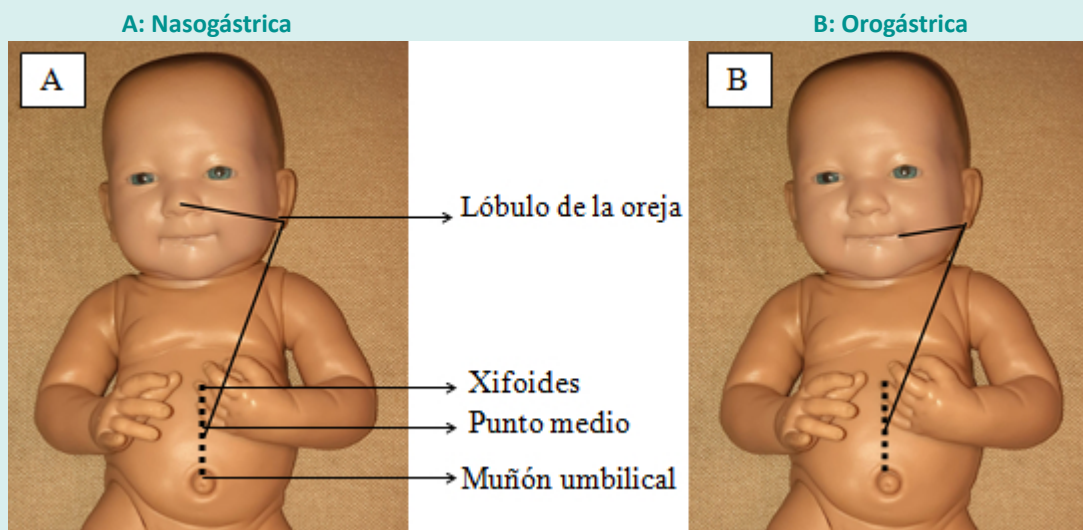 A: Nasogástrica
B: Orogástrica
A
B
Lóbulo de la oreja
Xifoides
Punto medio
Muñón umbilical